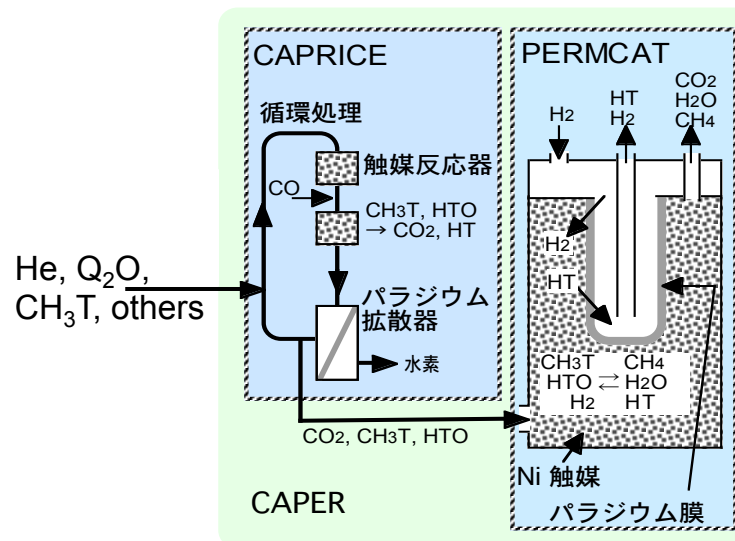 CAPRICE
循環処理
触媒反応器
CO
CH3T, HTO
→ CO2, HT
パラジウム
拡散器
水素
He, Q2O,
CH3T, others
CO2, CH3T, HTO
CAPER
PERMCAT
H2
HT
H2
CO2
H2O
CH4
H2
HT
CH3T CH4
HTO ⇄ H2O
H2 HT
Ni 触媒
パラジウム膜